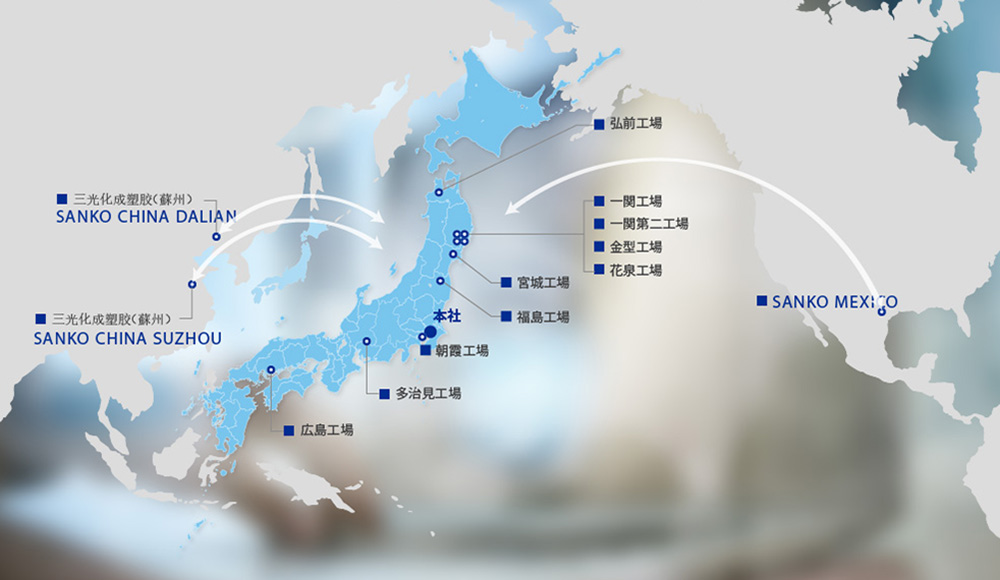 弘前工場
三光化成塑胶(蘇州)
SANKO CHINA DALIAN
一関工場
一関第二工場
金型工場
花泉工場
宮城工場
SANKO MEXICO
三光化成塑胶(蘇州)
SANKO CHINA SUZHOU
本社
福島工場
朝霞工場
多治見工場
広島工場